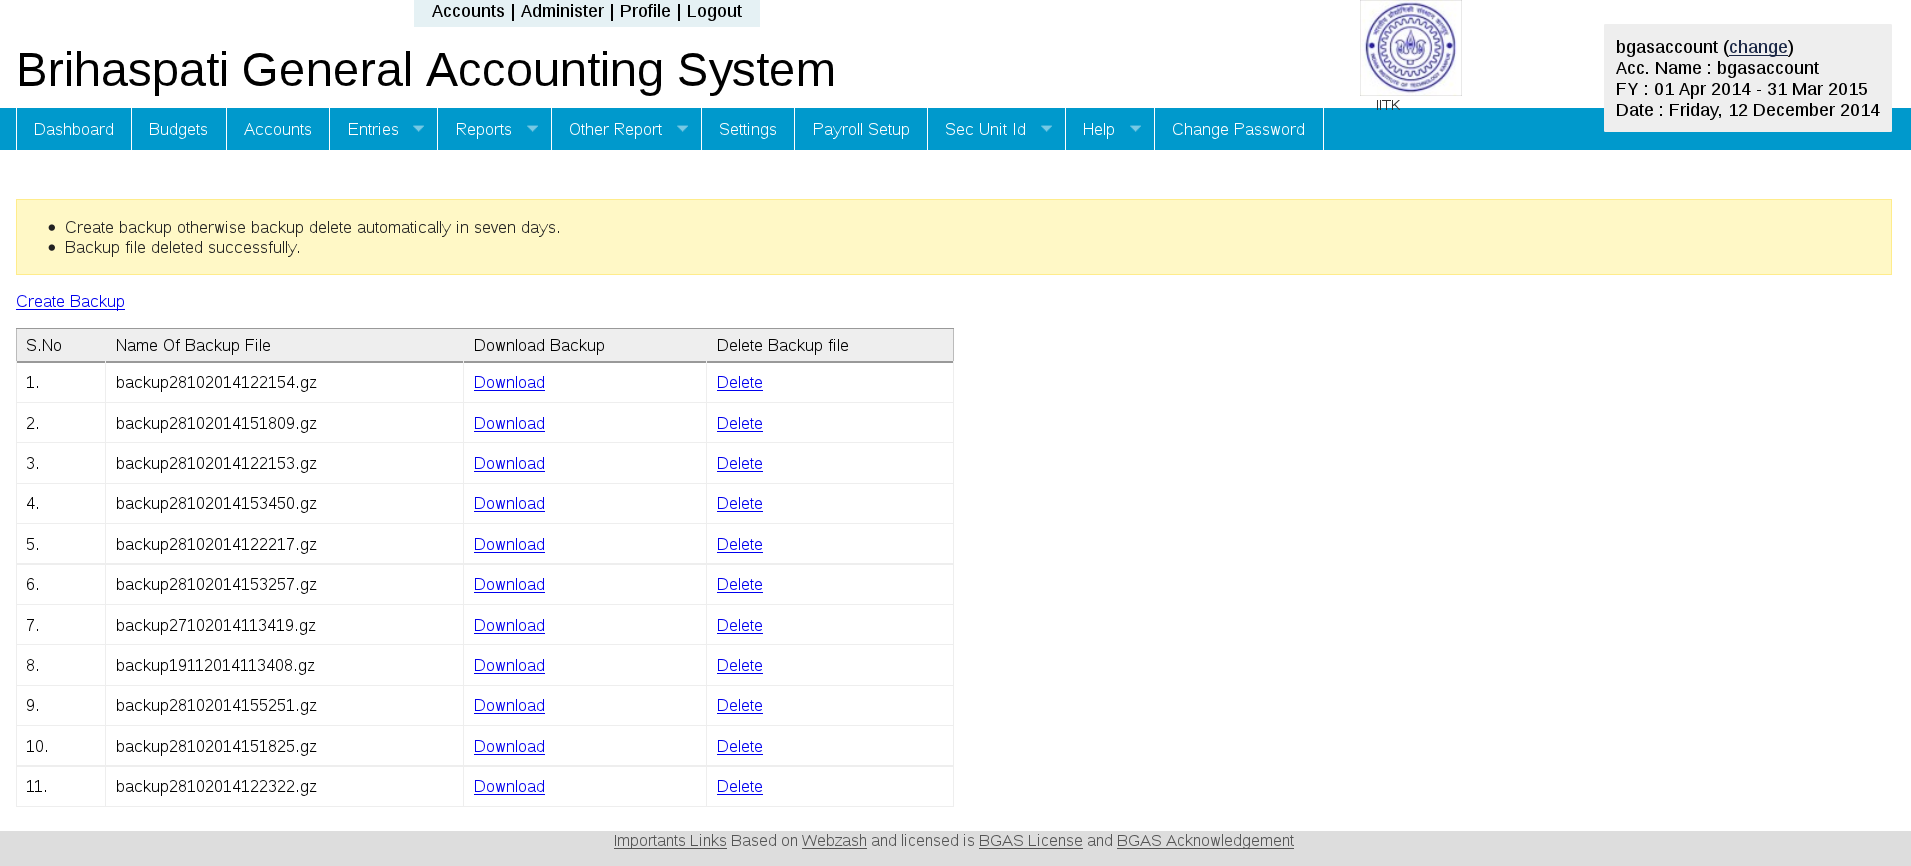 Accounts | Administer | Profile | Logout
Brihaspati General Accounting System
IITK
bgasaccount (change)
Acc. Name : bgasaccount
FY : 01 Apr 2014 - 31 Mar 2015
Date : Friday, 12 December 2014
Dashboard Budgets Accounts Entries Reports Other Report Settings Payroll Setup Sec Unit Id Help Change Password
• Create backup otherwise backup delete automatically in seven days.
• Backup file deleted successfully.
Create Backup
S.No Name Of Backup File Download Backup Delete Backup file
1. backup28102014122154.gz Download Delete
2. backup28102014151809.gz Download Delete
3. backup28102014122153.gz Download Delete
4. backup28102014153450.gz Download Delete
5. backup28102014122217.gz Download Delete
6. backup28102014153257.gz Download Delete
7. backup27102014113419.gz Download Delete
8. backup19112014113408.gz Download Delete
9. backup28102014155251.gz Download Delete
10. backup28102014151825.gz Download Delete
11. backup28102014122322.gz Download Delete
Importants Links Based on Webzash and licensed is BGAS License and BGAS Acknowledgement